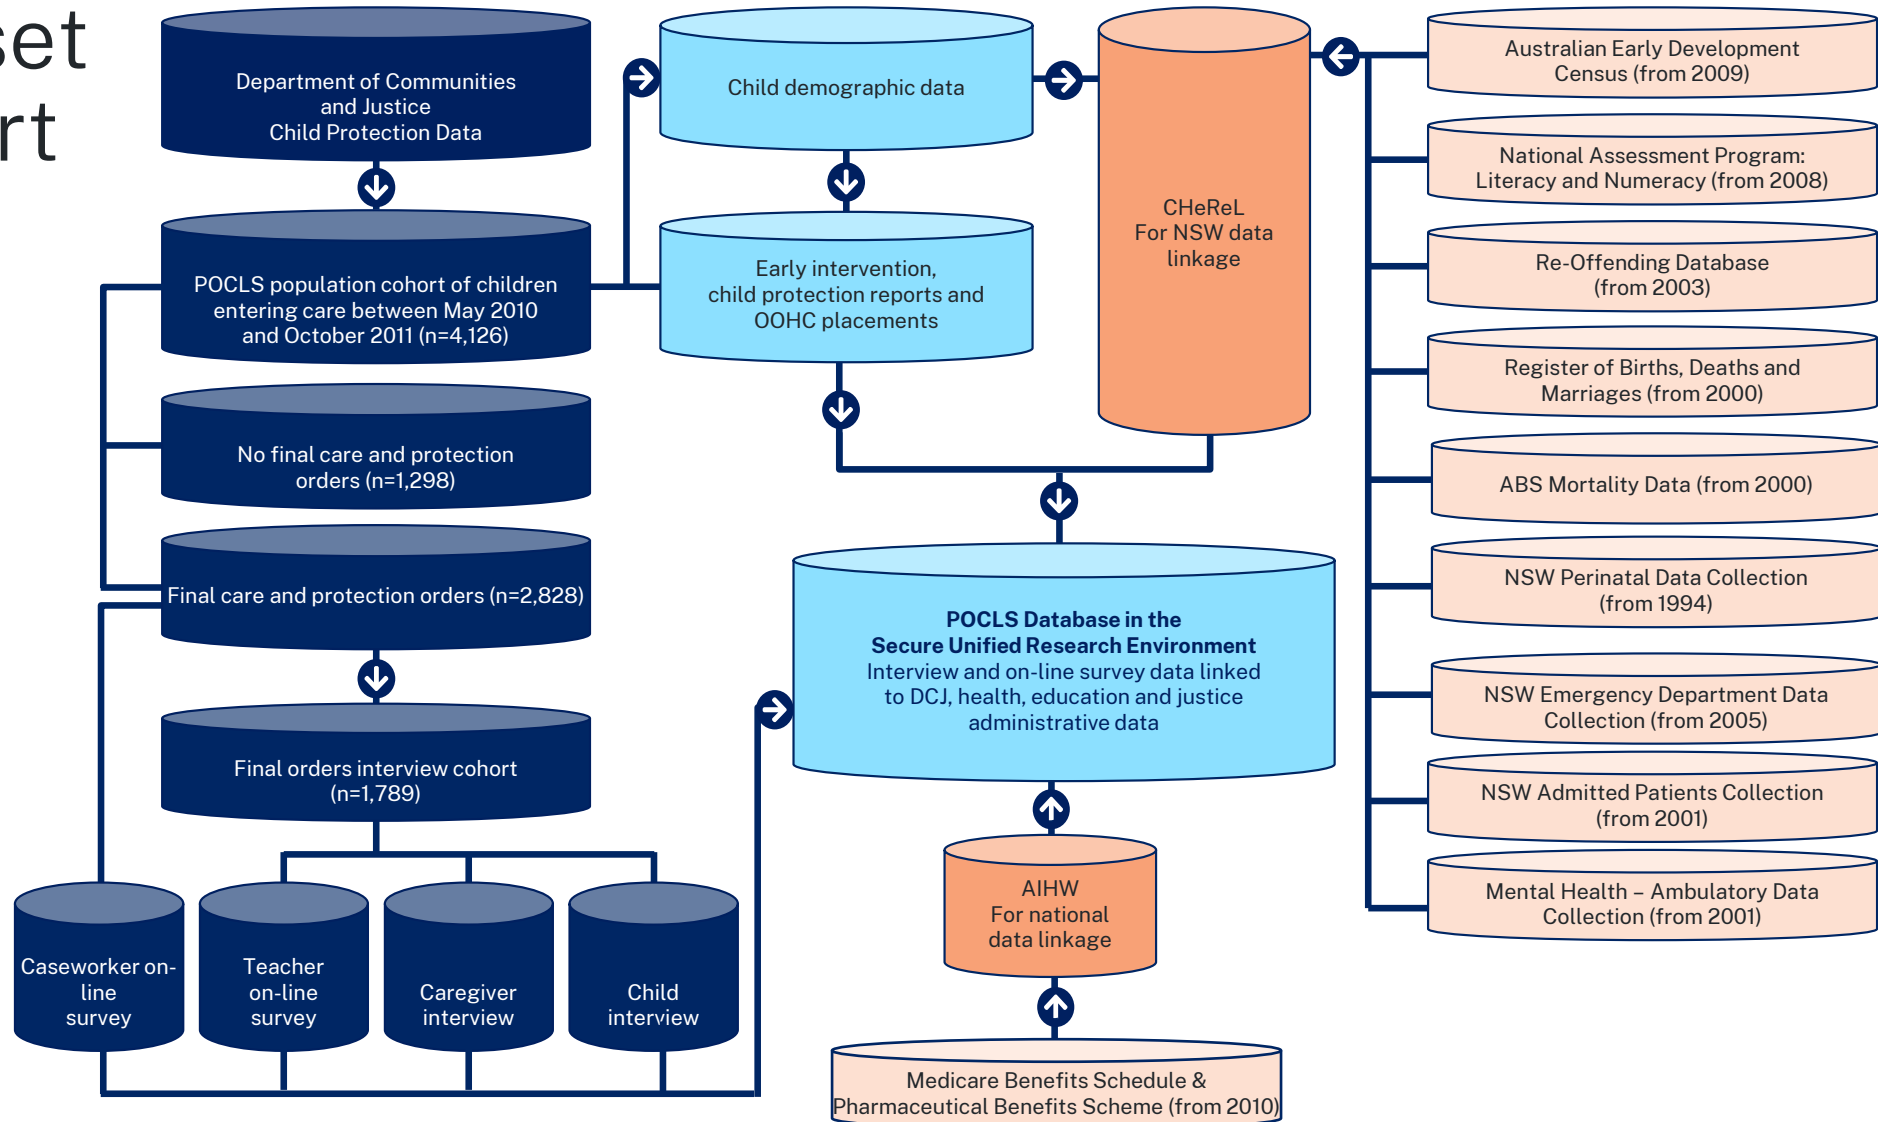 set
rt
Department of Communities
and Justice
Child Protection Data
POCLS population cohort of children
entering care between May 2010
and October 2011 (n=4,126)
No final care and protection
orders (n=1,298)
Final care and protection orders (n=2,828)
Final orders interview cohort
(n=1,789)
Caseworker on-
line
survey
Teacher
on-line
survey
Caregiver
interview
Child
interview
Child demographic data
Early intervention,
child protection reports and
OOHC placements
CHeReL
For NSW data
linkage
POCLS Database in the
Secure Unified Research Environment
Interview and on-line survey data linked
to DCJ, health, education and justice
administrative data
AIHW
For national
data linkage
Medicare Benefits Schedule &
Pharmaceutical Benefits Scheme (from 2010)
Australian Early Development
Census (from 2009)
National Assessment Program:
Literacy and Numeracy (from 2008)
Re-Offending Database
(from 2003)
Register of Births, Deaths and
Marriages (from 2000)
ABS Mortality Data (from 2000)
NSW Perinatal Data Collection
(from 1994)
NSW Emergency Department Data
Collection (from 2005)
NSW Admitted Patients Collection
(from 2001)
Mental Health – Ambulatory Data
Collection (from 2001)